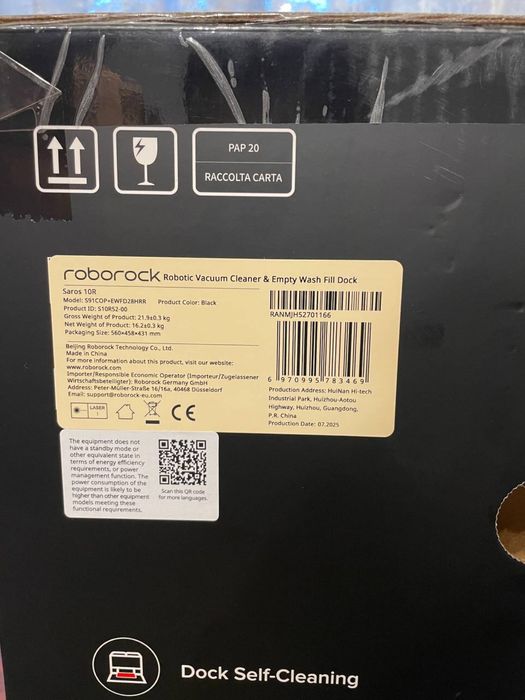 PAP 20
RACCOLTA CARTA
roborock Robotic Vacuum Cleaner & Empty Wash Fill Dock
Saros 10R
Model: S91COP+EWFD28HRR Product Color: Black
Product ID: S10R52-00
Gross Weight of Product: 21.9±0.3 kg
Net Weight of Product: 16.2±0.3 kg
Packaging Size: 560×458×431 mm
RANMJH52701166
Beijing Roborock Technology Co., Ltd.
Made in China
For more information about this product, visit our website:
www.roborock.com
Importer/Responsible Economic Operator (Importeur/Zugelassener
Wirtschaftsbeteiligter): Roborock Germany GmbH
Address: Peter-Müller-Straße 16/16a, 40468 Düsseldorf
Email: support@roborock-eu.com
LASER
CE
6 970995 783469
Production Address: HuiNan Hi-tech
Industrial Park, Huizhou-Aotou
Highway, Huizhou, Guangdong,
P.R. China
Production Date: 07.2025
The equipment does not
have a standby mode or
other equivalent state in
terms of energy efficiency
requirements, or power
management function. The
power consumption of the
equipment is likely to be
higher than other equipment
models meeting these
functional requirements.
Scan this QR code
for more languages.
Dock Self-Cleaning